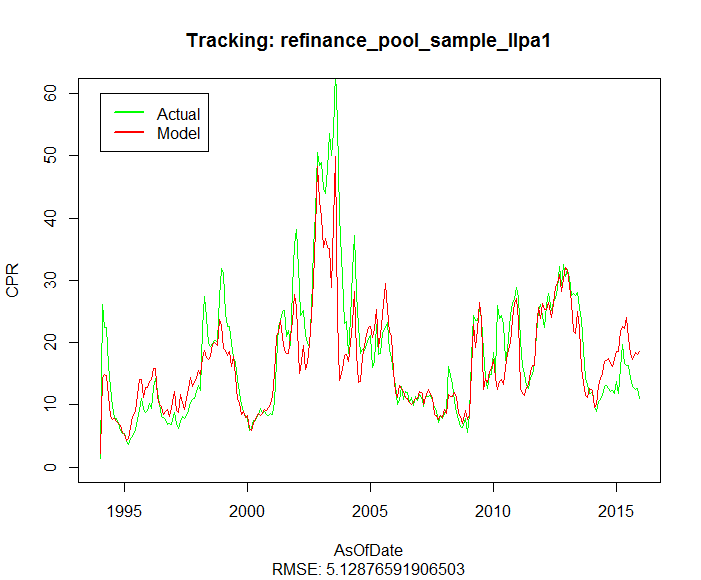 Tracking: refinance_pool_sample_llpa1
Actual
Model
CPR
60
50
40
30
20
10
0
1995 2000 2005 2010 2015
AsOfDate
RMSE: 5.12876591906503